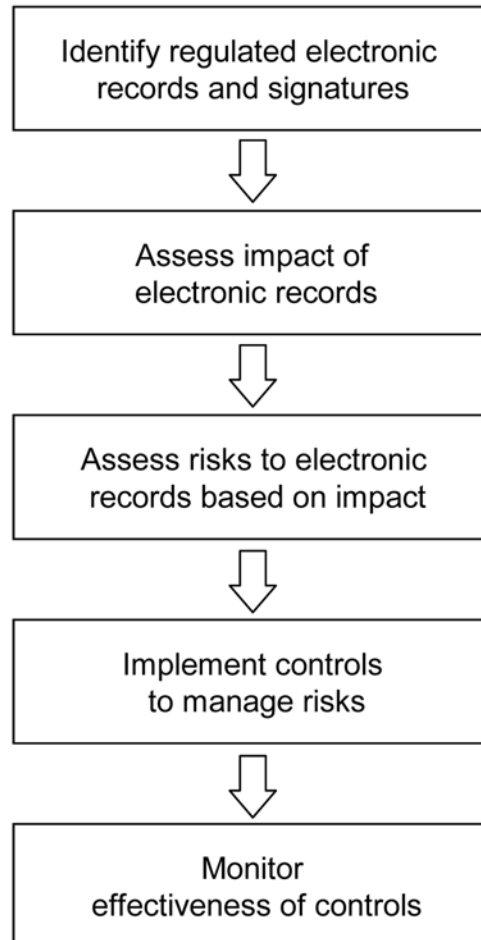 Identify regulated electronic
records and signatures
Assess impact of
electronic records
Assess risks to electronic
records based on impact
Implement controls
to manage risks
Monitor
effectiveness of controls